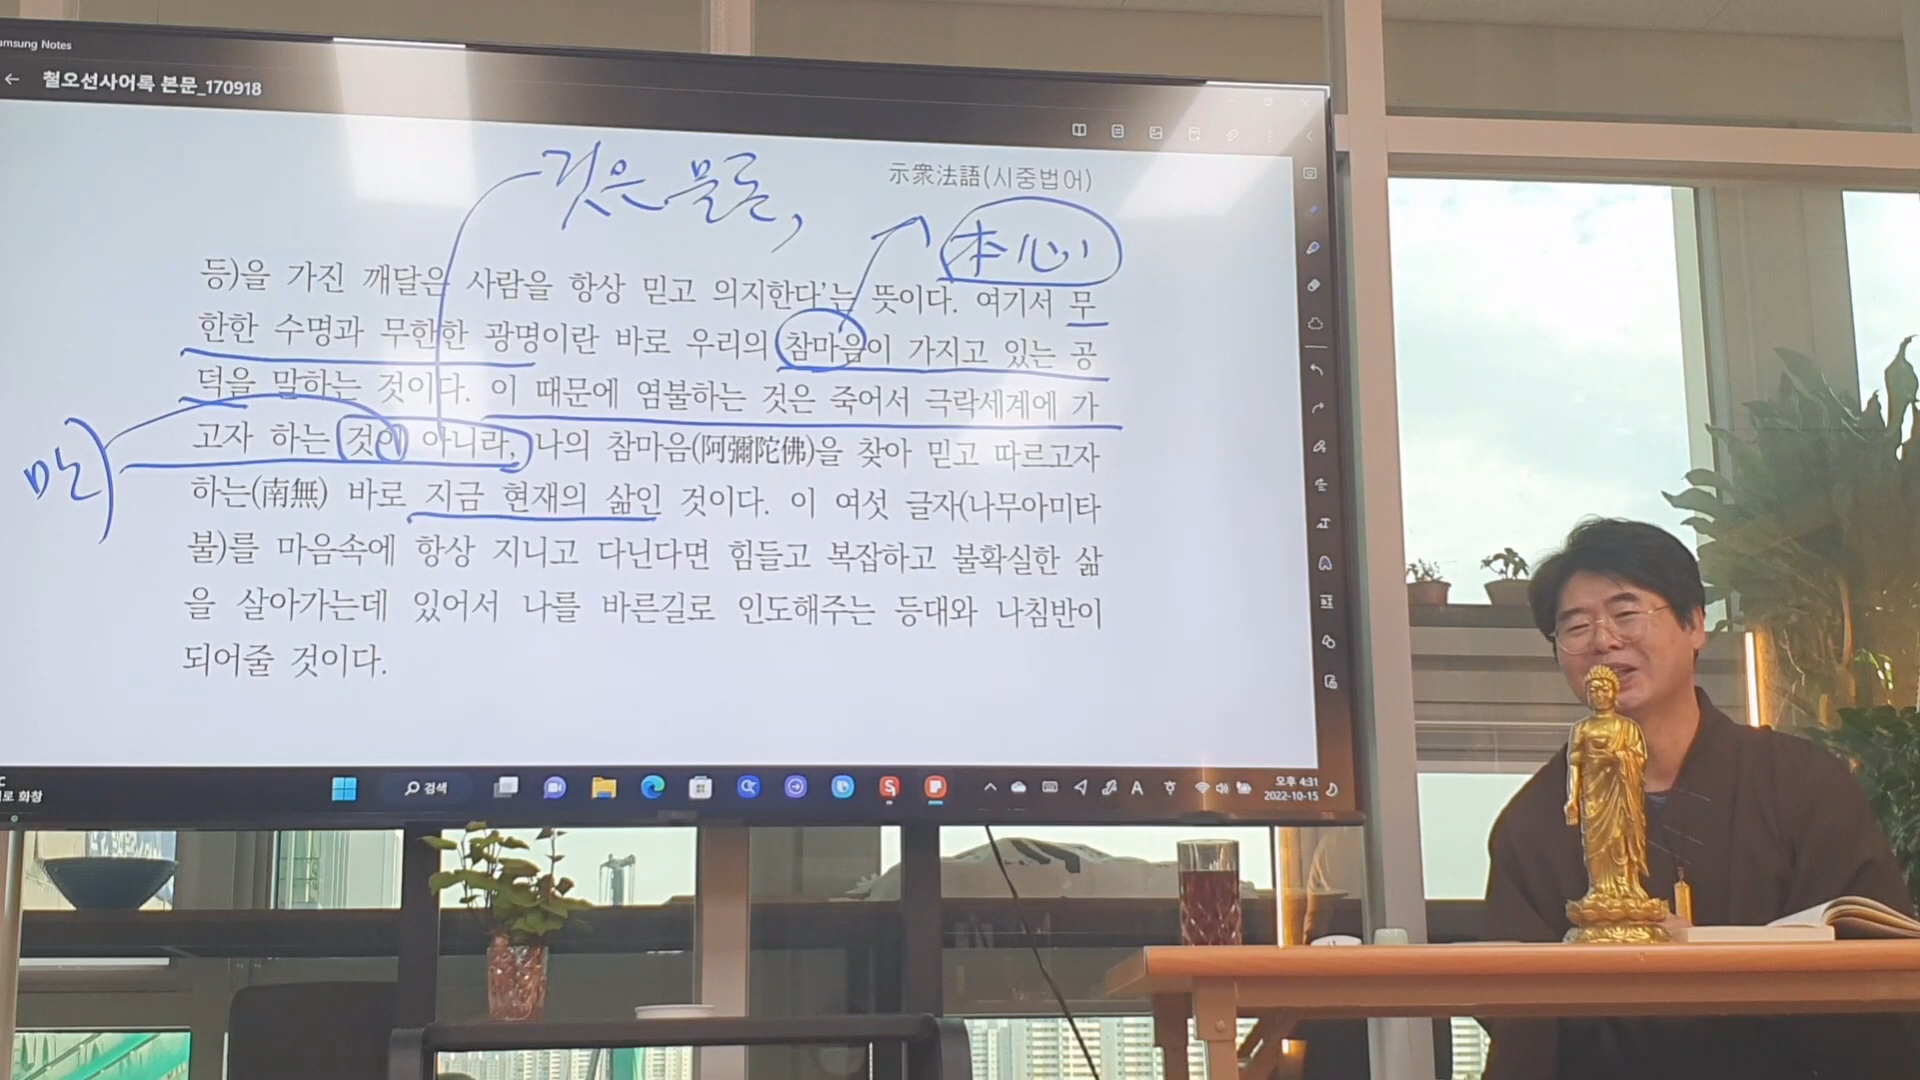 amsung Notes
← 철오선사어록 본문_170918
示衆法語(시중법어)
것은 물론,
本心
등)을 가진 깨달은 사람을 항상 믿고 의지한다’는 뜻이다. 여기서 무
한한 수명과 무한한 광명이란 바로 우리의 참마음이 가지고 있는 공
덕을 말하는 것이다. 이 때문에 염불하는 것은 죽어서 극락세계에 가
고자 하는 것이 아니라, 나의 참마음(阿彌陀佛)을 찾아 믿고 따르고자
만
하는(南無) 바로 지금 현재의 삶인 것이다. 이 여섯 글자(나무아미타
불)를 마음속에 항상 지니고 다닌다면 힘들고 복잡하고 불확실한 삶
을 살아가는데 있어서 나를 바른길로 인도해주는 등대와 나침반이
되어줄 것이다.
로 화창
검색
A
오후 4:31
2022-10-15